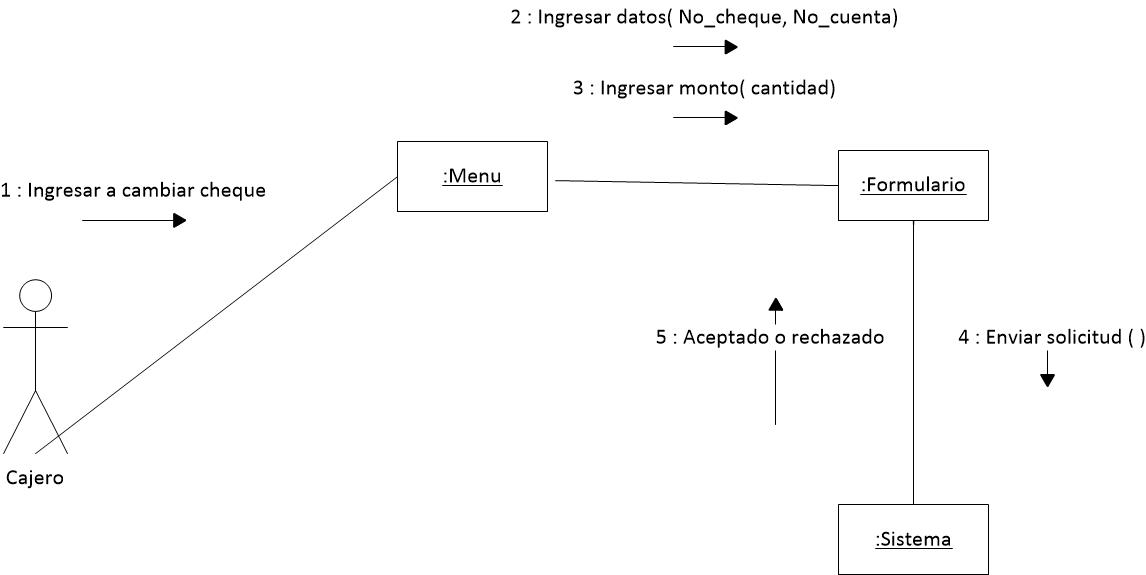 2 : Ingresar datos( No_cheque, No_cuenta)
3 : Ingresar monto( cantidad)
:Menu
:Formulario
1 : Ingresar a cambiar cheque
5 : Aceptado o rechazado
4 : Enviar solicitud ( )
Cajero
:Sistema